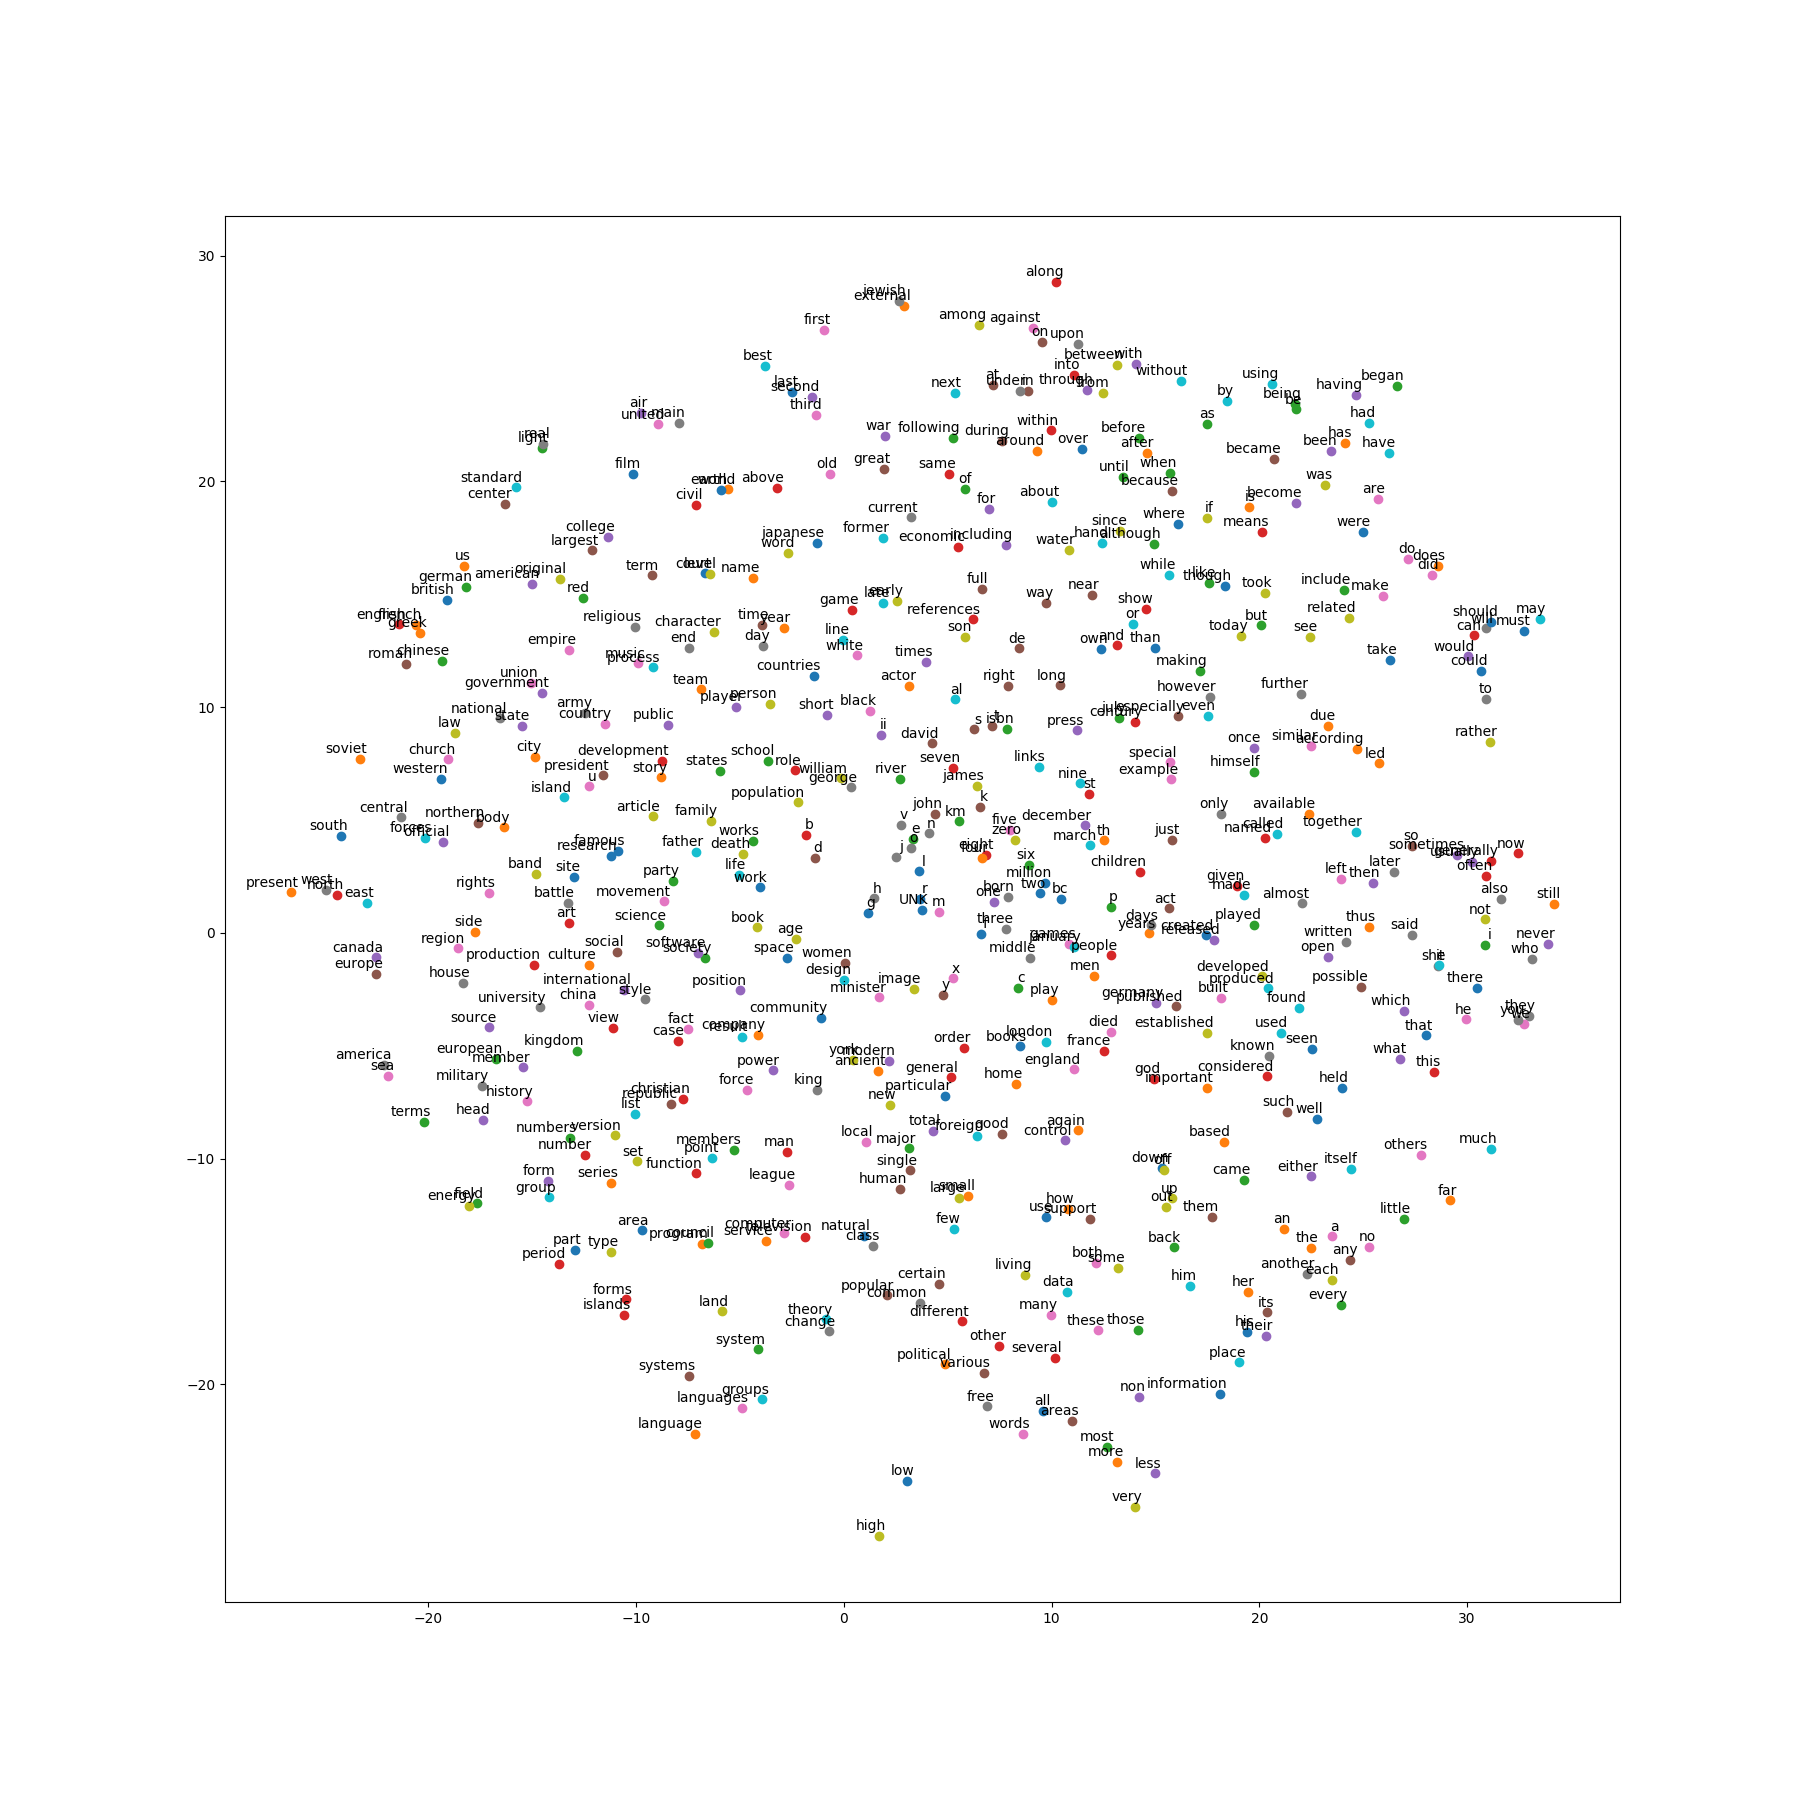 along
jewish
external
first
among
against
on
upon
between
with
into
best
without
last
second
next
at
under
in
through
from
using
by
being
be
having
began
air
united
main
third
war
following
during
within
around
over
before
after
as
had
has
been
have
became
real
light
film
great
old
same
of
until
when
because
was
standard
center
earth
world
above
civil
current
for
about
if
is
become
are
college
largest
japanese
word
former
economic
including
water
hand
since
although
where
means
were
us
german
american
original
british
term
court
level
name
red
full
way
near
while
like
though
took
include
make
do
does
did
english
french
greek
religious
character
time
year
day
end
game
late
early
references
son
line
white
show
or
own
and
than
today
but
see
related
should
will
can
may
must
would
could
to
roman
chinese
empire
music
process
countries
times
de
making
take
union
government
team
player
person
actor
al
right
long
however
further
national
state
army
country
public
short
black
ii
s
t
isbn
press
july
century
especially
even
due
law
david
once
similar
according
rather
soviet
church
western
city
development
story
president
u
island
states
school
role
william
george
river
seven
james
links
nine
st
special
example
himself
led
central
south
northern
body
forces
official
article
family
population
john
km
k
december
march
th
only
available
called
named
together
famous
research
father
works
death
b
d
v
e
n
o
j
five
zero
eight
four
six
just
so
sometimes
usually
generally
now
often
present
west
north
east
rights
band
site
battle
party
movement
life
work
h
g
l
r
UNK
m
million
two
one
born
bc
children
p
act
given
made
almost
left
then
later
also
still
side
region
art
science
book
age
three
f
games
january
days
years
created
released
played
thus
written
said
not
i
never
who
canada
europe
house
production
culture
social
software
society
space
women
design
middle
people
men
open
she
it
university
international
china
style
position
minister
image
x
y
c
play
germany
published
developed
produced
built
possible
found
there
source
view
fact
case
company
result
community
order
books
london
died
france
established
used
known
seen
which
he
they
you
we
that
america
sea
european
member
kingdom
york
modern
ancient
england
god
important
considered
what
this
military
history
christian
republic
list
power
force
king
general
particular
home
new
held
terms
head
numbers
number
version
set
members
point
function
man
local
total
major
foreign
good
again
control
such
well
based
others
much
form
group
series
league
single
human
down
off
came
either
itself
energy
field
large
small
how
use
support
up
out
them
little
far
area
part
period
type
program
council
computer
service
television
natural
class
few
back
an
the
a
no
any
forms
islands
land
popular
common
certain
living
both
some
data
him
her
another
each
every
theory
change
different
many
its
system
other
these
those
his
their
systems
political
various
several
place
languages
groups
free
all
areas
non
information
language
words
most
more
less
low
very
high
30
20
10
0
−10
−20
−20
−10
0
10
20
30